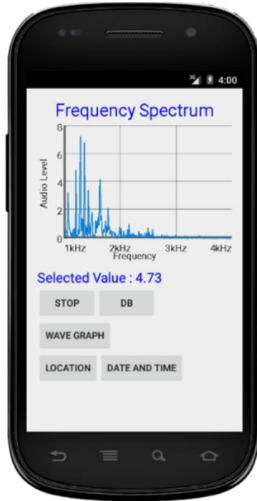 3G 4:00
Frequency Spectrum
8
6
4
2
0
Audio Level
1kHz 2kHz 3kHz 4kHz
Frequency
Selected Value : 4.73
STOP DB
WAVE GRAPH
LOCATION DATE AND TIME